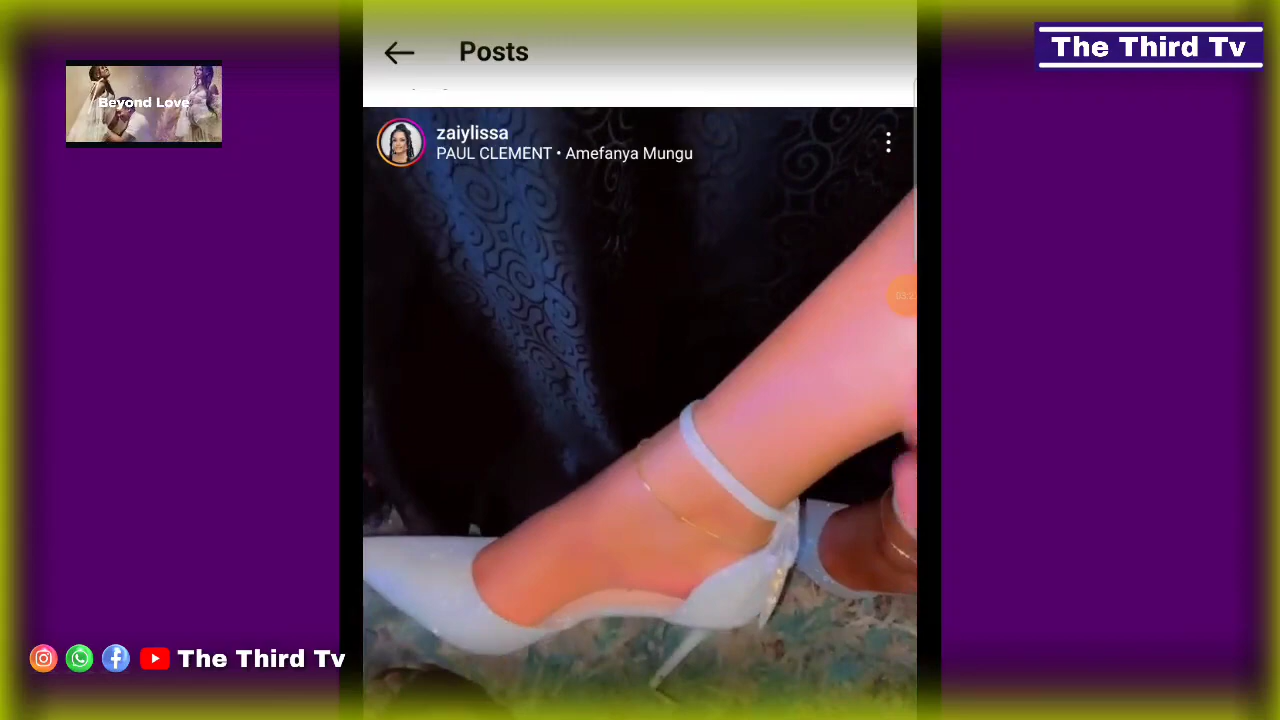 Posts
The Third Tv
Beyond Love
zaiylissa
PAUL CLEMENT • Amefanya Mungu
The Third Tv